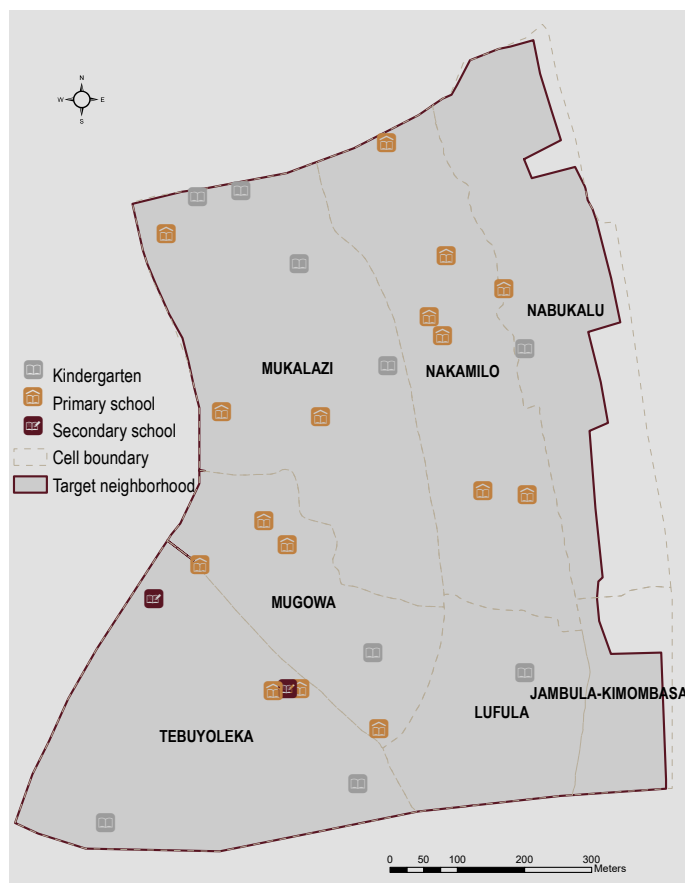 N
W E
S
NABUKALU
MUKALAZI
NAKAMILO
Kindergarten
Primary school
Secondary school
Cell boundary
Target neighborhood
MUGOWA
JAMBULA-KIMOMBASA
LUFULA
TEBUYOLEKA
0 50 100 200 300
Meters